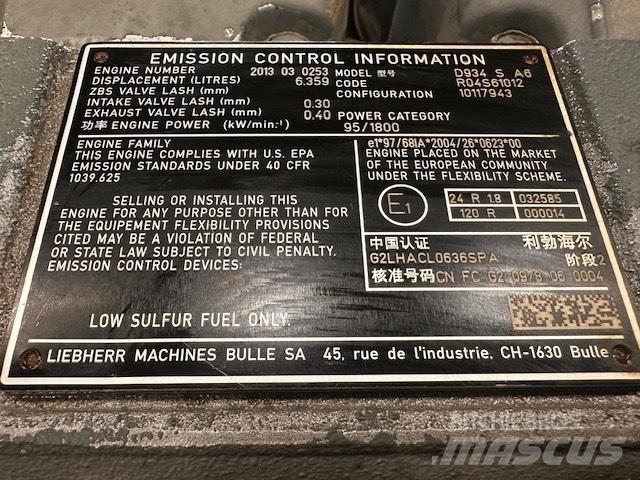 EMISSION CONTROL INFORMATION
ENGINE NUMBER 2013 03 0253 MODEL 型号 D934 S A6
DISPLACEMENT (LITRES) 6.359 CODE R04S61012
ZBS VALVE LASH (mm) CONFIGURATION 10117943
INTAKE VALVE LASH (mm) 0.30
EXHAUST VALVE LASH (mm) 0.40 POWER CATEGORY
功率 ENGINE POWER (kW/min.-¹) 95/1800
ENGINE FAMILY
THIS ENGINE COMPLIES WITH U.S. EPA
EMISSION STANDARDS UNDER 40 CFR
1039.625
SELLING OR INSTALLING THIS
ENGINE FOR ANY PURPOSE OTHER THAN FOR
THE EQUIPEMENT FLEXIBILITY PROVISIONS
CITED MAY BE A VIOLATION OF FEDERAL
OR STATE LAW SUBJECT TO CIVIL PENALTY.
EMISSION CONTROL DEVICES:
LOW SULFUR FUEL ONLY.
e1*97/68IA*2004/26*0623*00
ENGINE PLACED ON THE MARKET
OF THE EUROPEAN COMMUNITY
UNDER THE FLEXIBILITY SCHEME.
E1
24 R 1.8 032585
120 R 000014
中国认证 利勃海尔
G2LHACL0636SPA 阶段2
核准号码 CN FC G2 0979 06 0004
LIEBHERR MACHINES BULLE SA 45, rue de l'industrie, CH-1630 Bulle
RITCHIE BROS
MASCUS